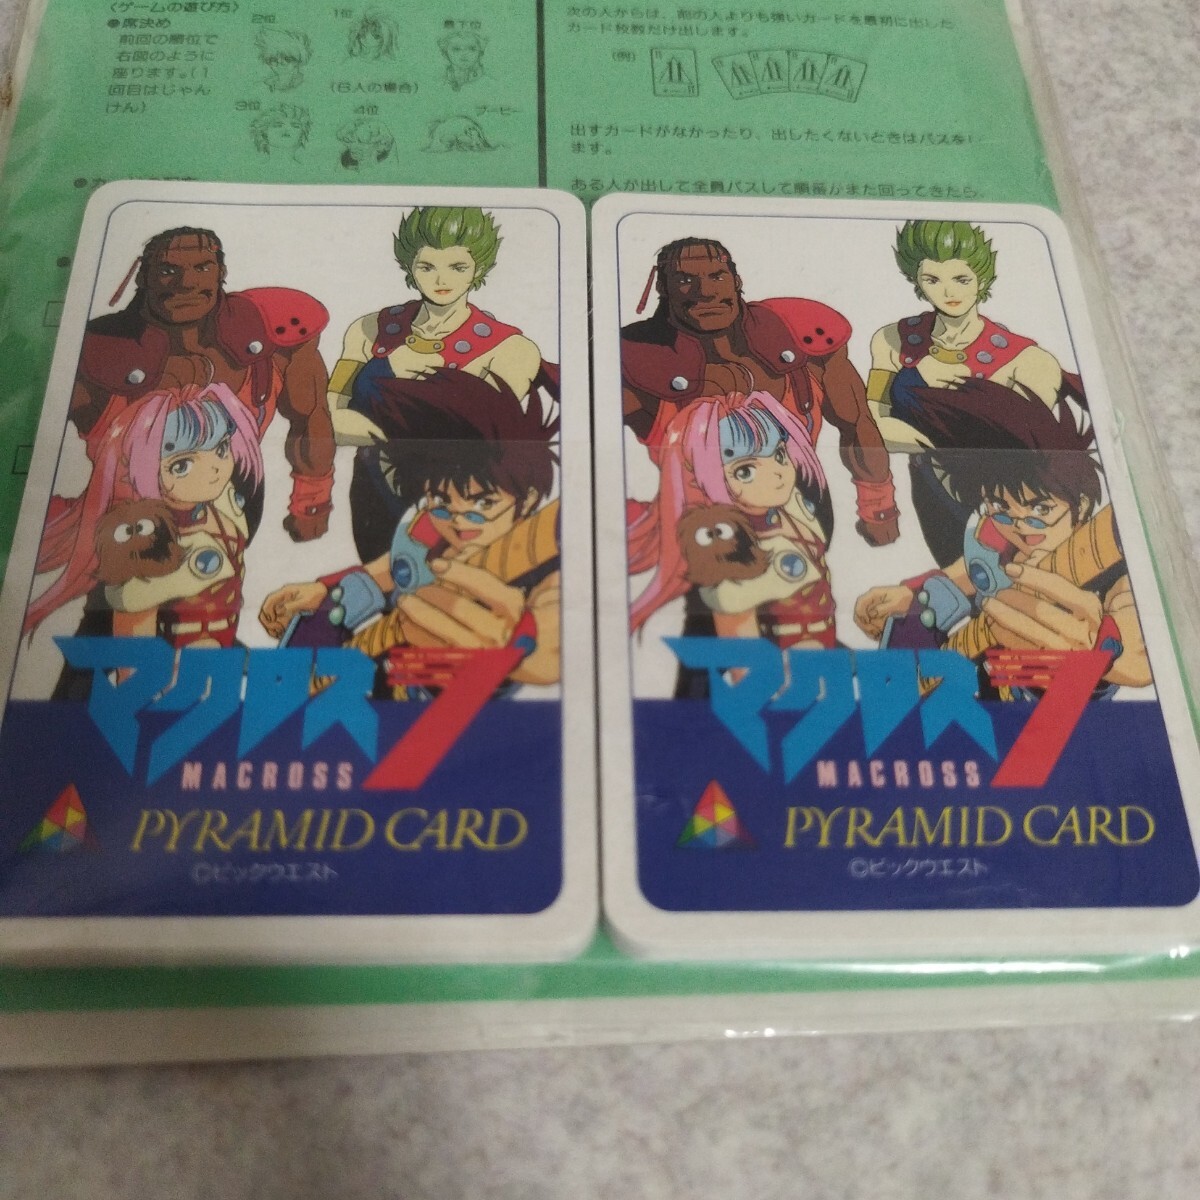 〈ゲームの遊び方〉
●席決め
前回の順位で
右図のように
座ります。(1
回目はじゃん
けん)
2位
1位
最下位
(6人の場合)
3位
4位
ブービー
次の人からは、前の人よりも強いカードを最初に出した
カード枚数だけ出します。
(例)
11
出すカードがなかったり、出したくないときはパスをし
ます。
ある人が出して全員パスして順番がまた回ってきたら、
マクロス7
MACROSS
PYRAMID CARD
©ビックウエスト
マクロス7
MACROSS
PYRAMID CARD
©ビックウエスト